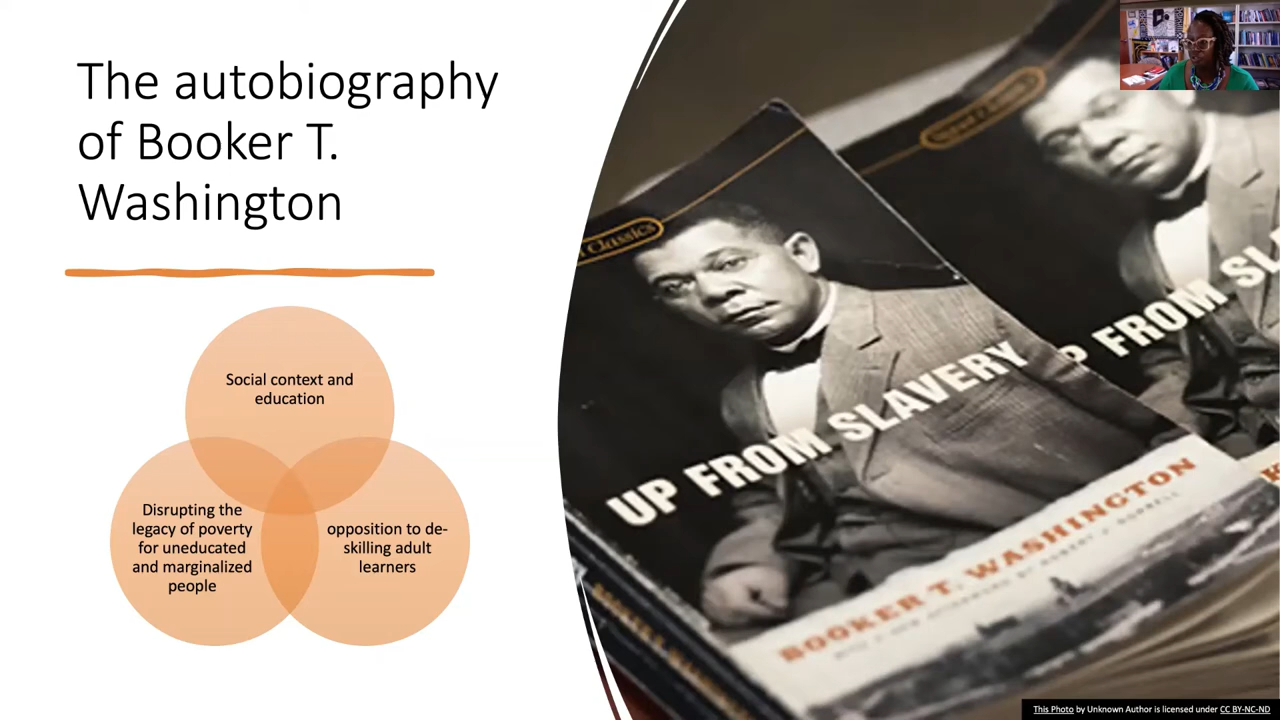 The autobiography
of Booker T.
Washington
Social context and
education
Disrupting the
legacy of poverty
for uneducated
and marginalized
people
opposition to de-
skilling adult
learners
Classics
UP FROM SLAVERY
BOOKER T. WASHINGTON
P FROM SL
This Photo by Unknown Author is licensed under CC BY-NC-ND